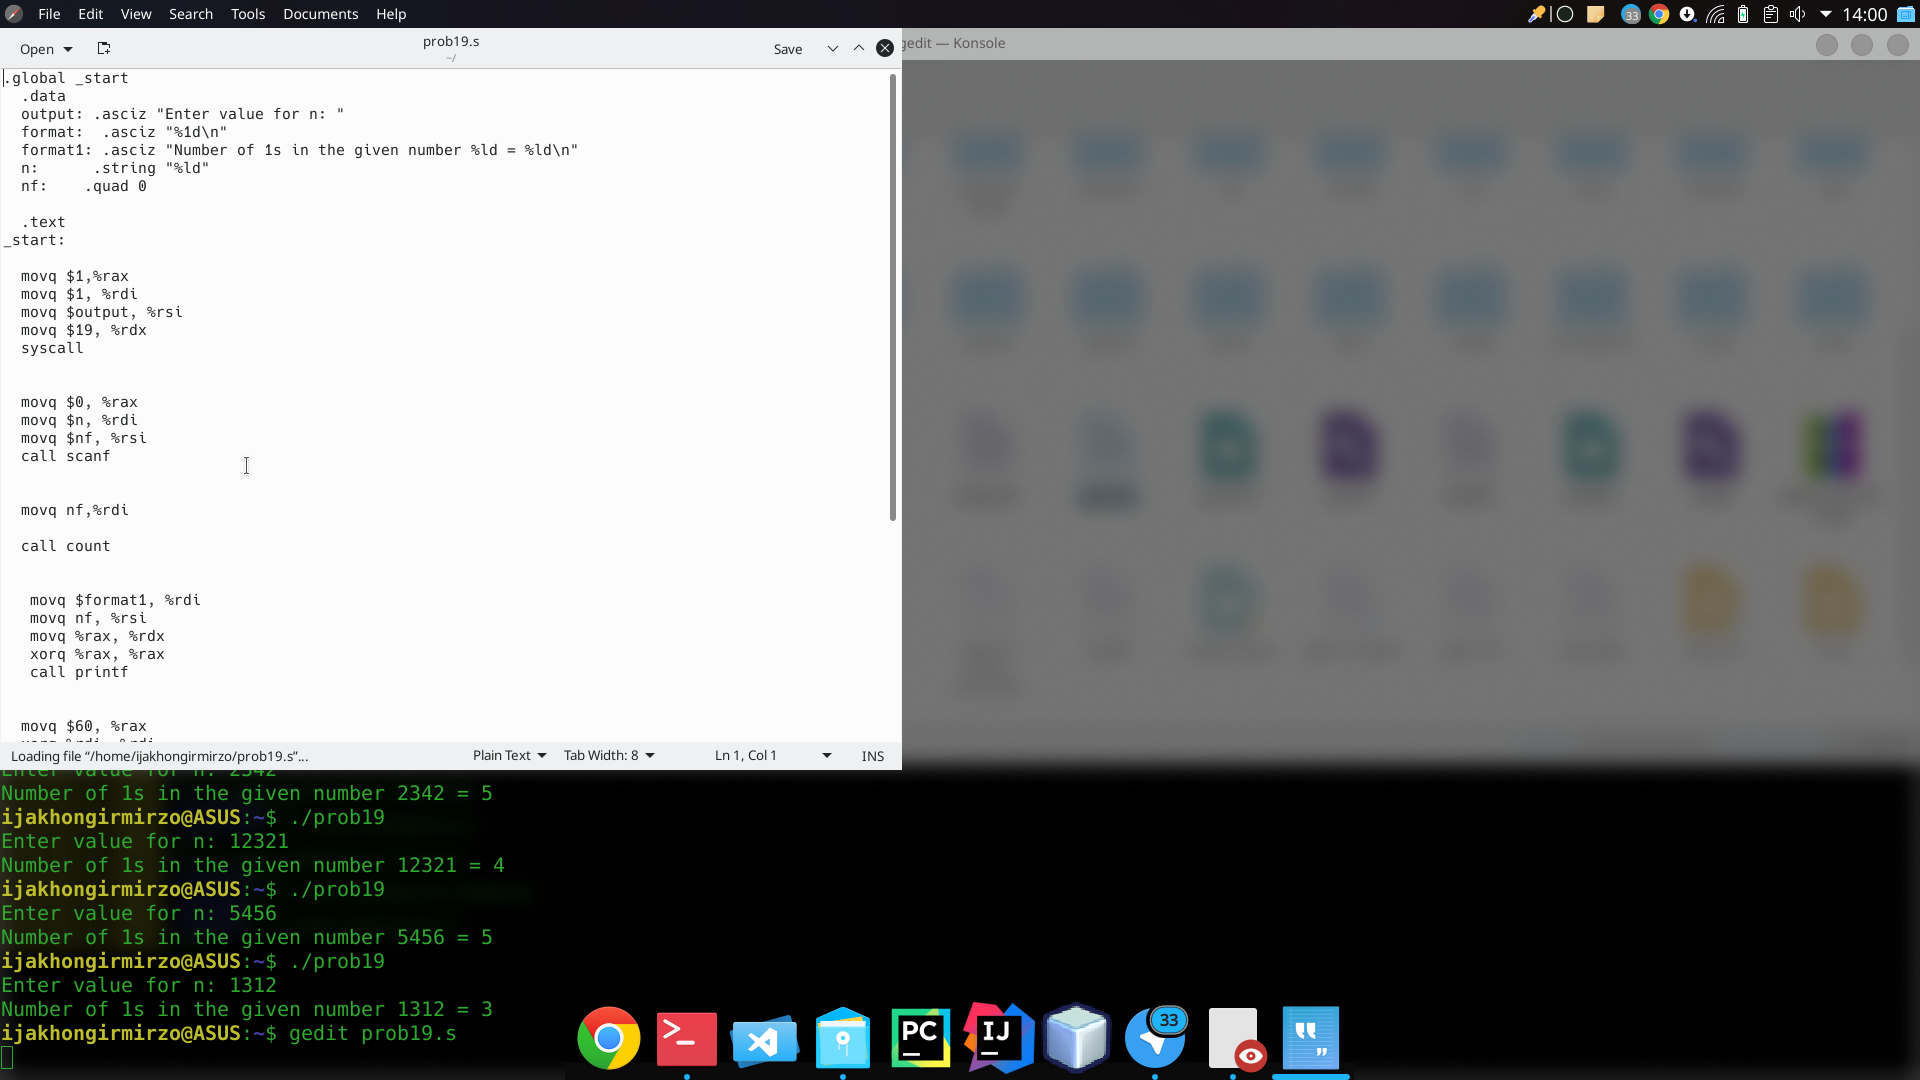 File Edit View Search Tools Documents Help
33
14:00
Open
prob19.s
~/
Save
gedit — Konsole
.global _start
.data
output: .asciz "Enter value for n: "
format: .asciz "%1d\n"
format1: .asciz "Number of 1s in the given number %ld = %ld\n"
n: .string "%ld"
nf: .quad 0
.text
_start:
movq $1,%rax
movq $1, %rdi
movq $output, %rsi
movq $19, %rdx
syscall
movq $0, %rax
movq $n, %rdi
movq $nf, %rsi
call scanf
movq nf,%rdi
call count
movq $format1, %rdi
movq nf, %rsi
movq %rax, %rdx
xorq %rax, %rax
call printf
movq $60, %rax
Loading file “/home/ijakhongirmirzo/prob19.s”...
Plain Text
Tab Width: 8
Ln 1, Col 1
INS
Enter value for n: 2342
Number of 1s in the given number 2342 = 5
ijakhongirmirzo@ASUS:~$ ./prob19
Enter value for n: 12321
Number of 1s in the given number 12321 = 4
ijakhongirmirzo@ASUS:~$ ./prob19
Enter value for n: 5456
Number of 1s in the given number 5456 = 5
ijakhongirmirzo@ASUS:~$ ./prob19
Enter value for n: 1312
Number of 1s in the given number 1312 = 3
ijakhongirmirzo@ASUS:~$ gedit prob19.s
PC
IJ
33